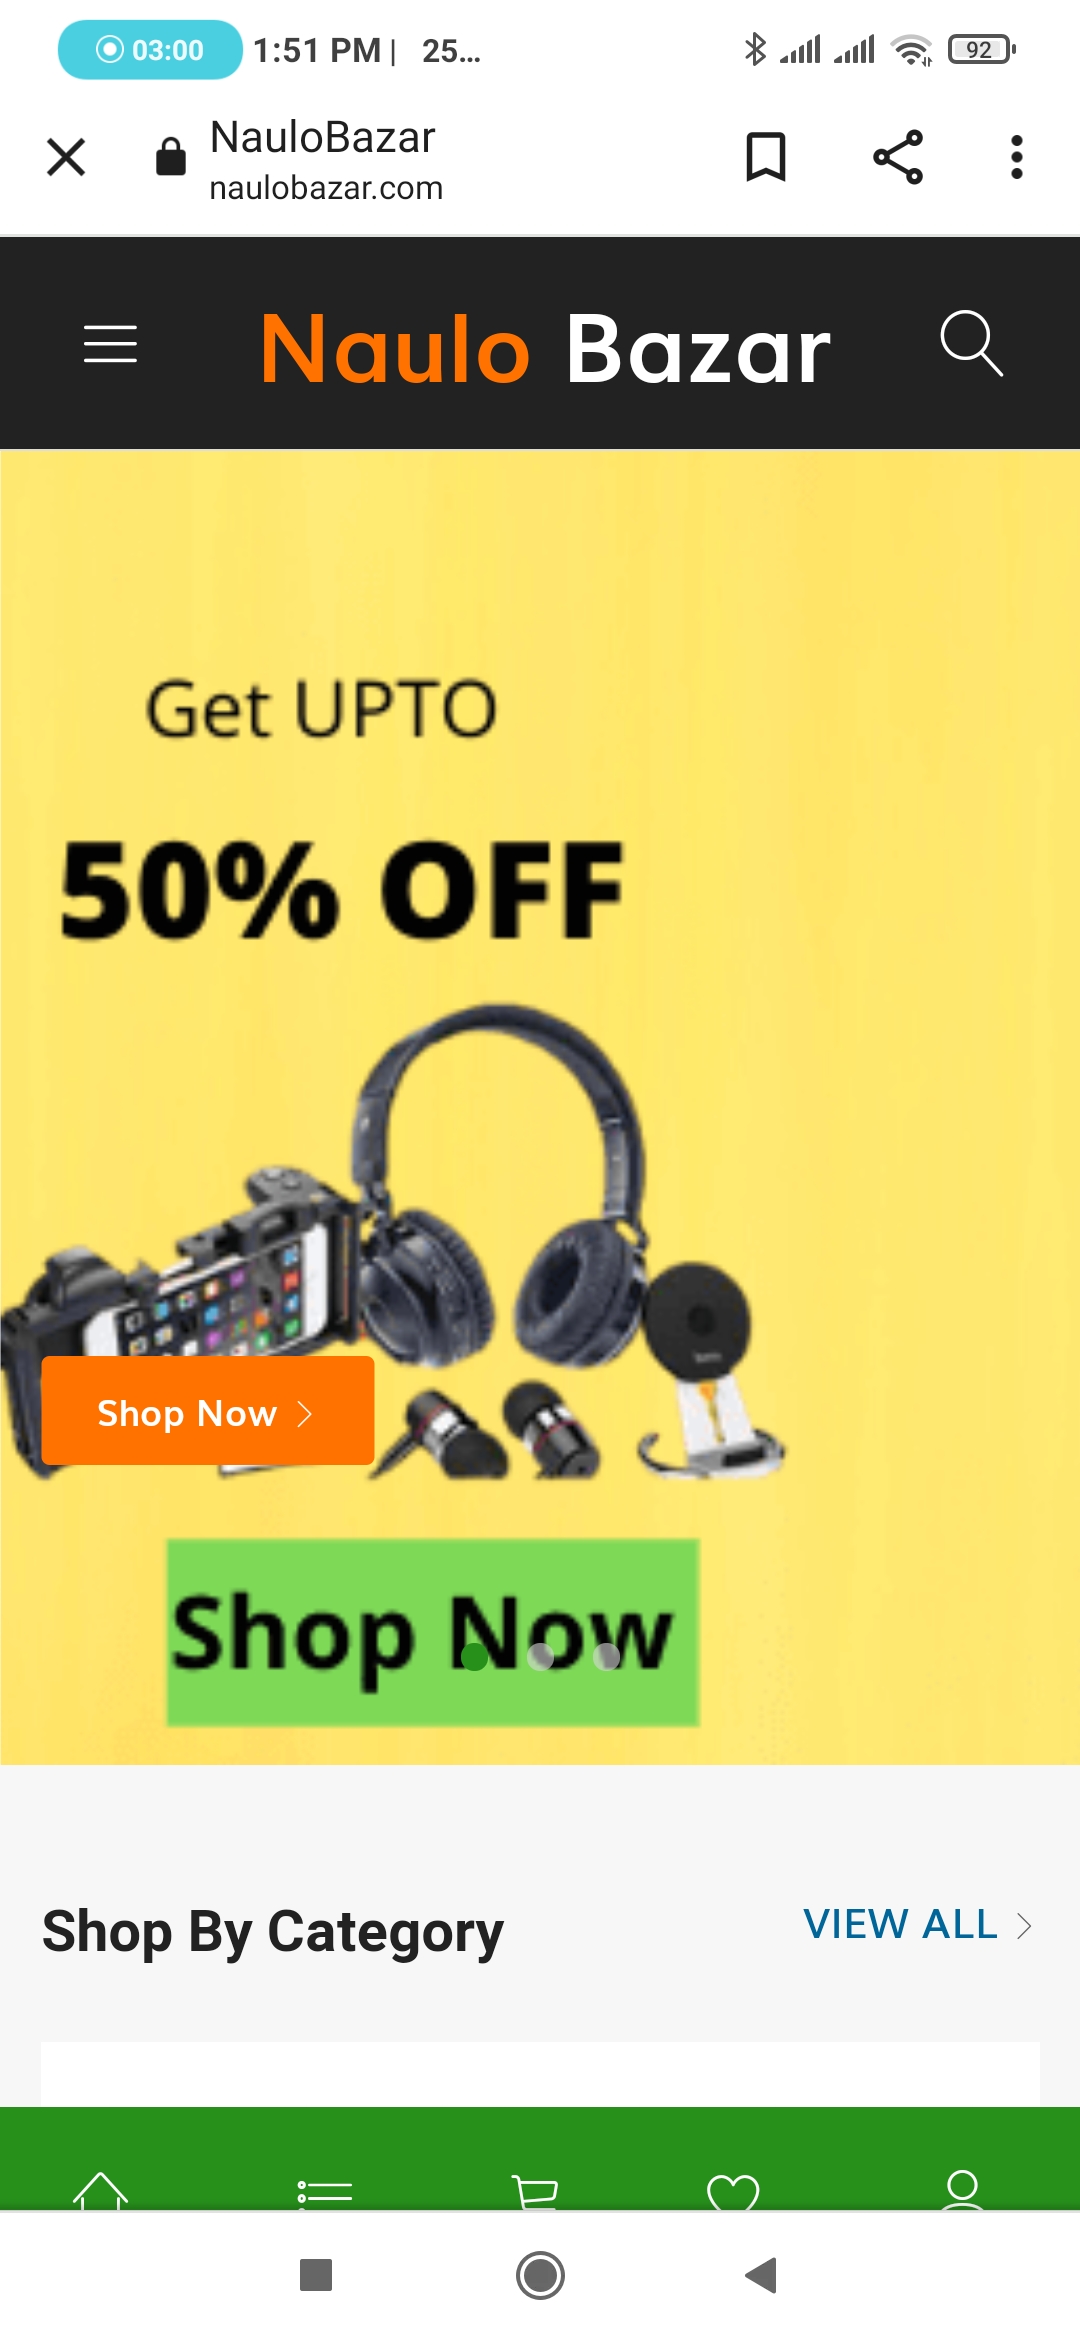 03:00 1:51 PM | 25... 92
NauloBazar
naulobazar.com
Naulo Bazar
Get UPTO
50% OFF
Shop Now
Shop Now
Shop By Category
VIEW ALL